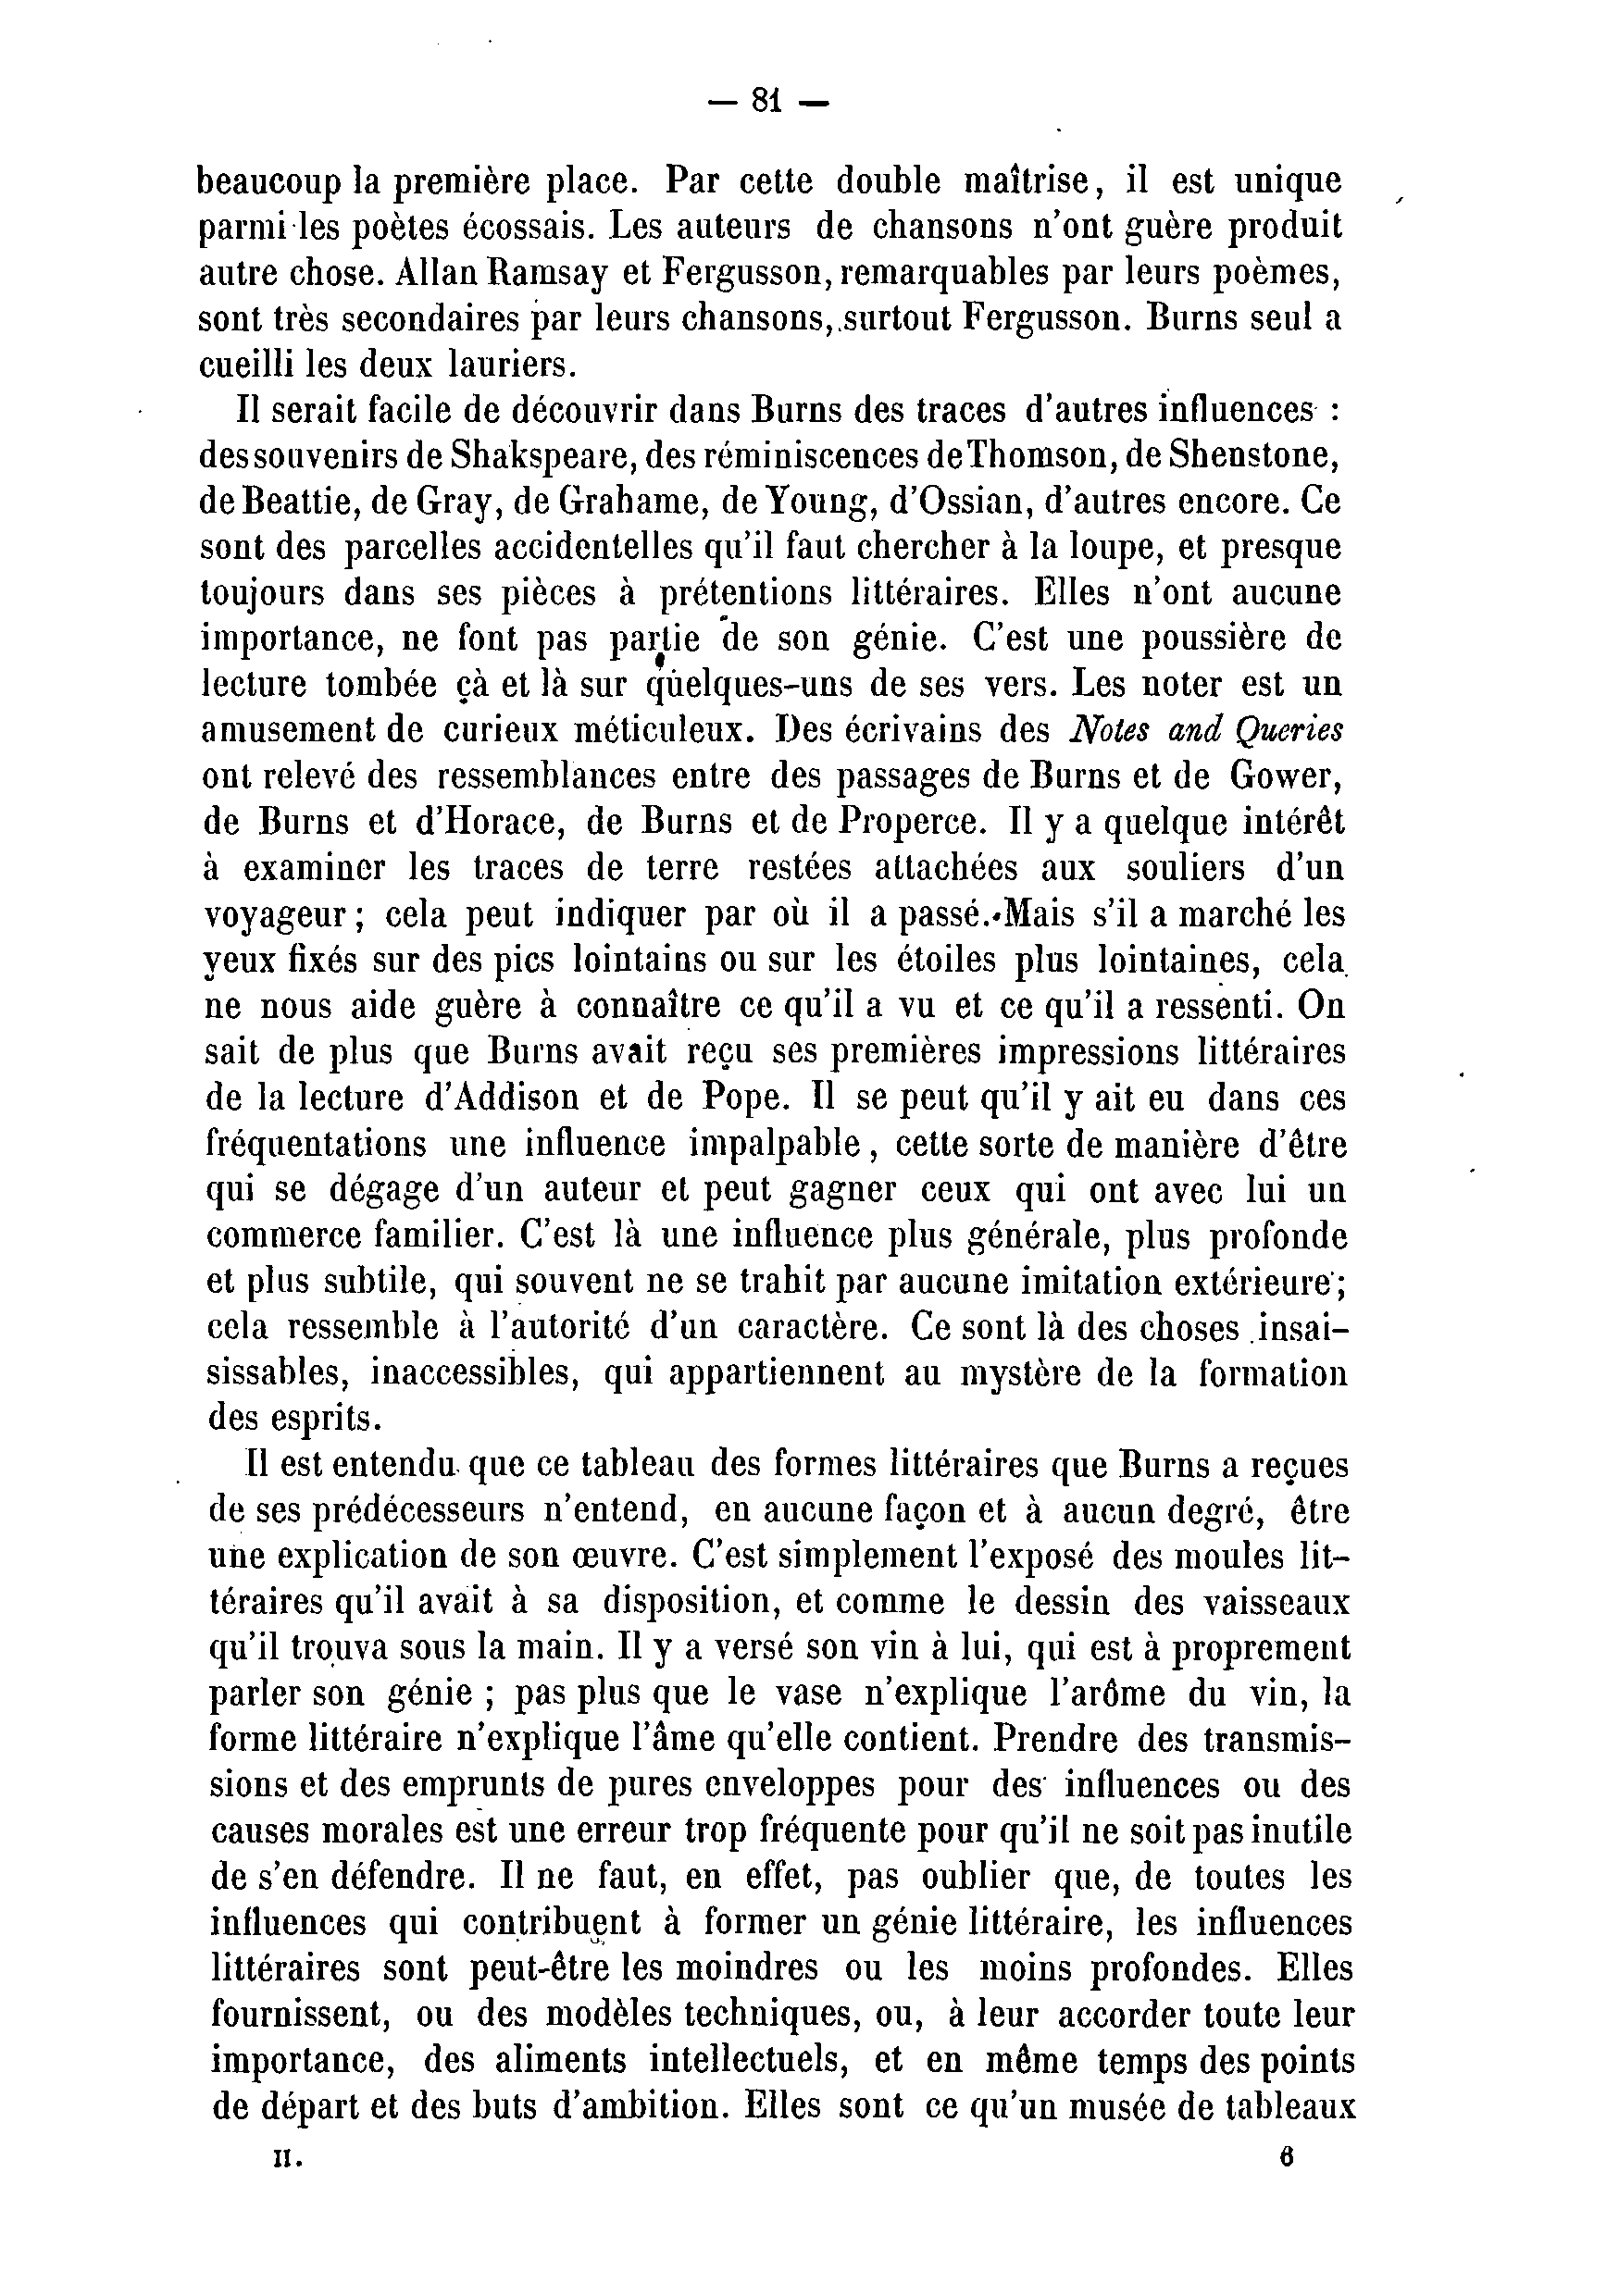 — 81 —
beaucoup la première place. Par cette double maîtrise, il est unique
parmi les poètes écossais. Les auteurs de chansons n'ont guère produit
autre chose. Allan Ramsay et Fergusson, remarquables par leurs poèmes,
sont très secondaires par leurs chansons, surtout Fergusson. Burns seul a
cueilli les deux lauriers.
Il serait facile de découvrir dans Burns des traces d'autres influences :
des souvenirs de Shakspeare, des réminiscences de Thomson, de Shenstone,
de Beattie, de Gray, de Grahame, de Young, d'Ossian, d'autres encore. Ce
sont des parcelles accidentelles qu'il faut chercher à la loupe, et presque
toujours dans ses pièces à prétentions littéraires. Elles n'ont aucune
importance, ne font pas partie de son génie. C'est une poussière de
lecture tombée çà et là sur quelques-uns de ses vers. Les noter est un
amusement de curieux méticuleux. Des écrivains des Notes and Queries
ont relevé des ressemblances entre des passages de Burns et de Gower,
de Burns et d'Horace, de Burns et de Properce. Il y a quelque intérêt
à examiner les traces de terre restées attachées aux souliers d'un
voyageur ; cela peut indiquer par où il a passé. Mais s'il a marché les
yeux fixés sur des pics lointains ou sur les étoiles plus lointaines, cela
ne nous aide guère à connaître ce qu'il a vu et ce qu'il a ressenti. On
sait de plus que Burns avait reçu ses premières impressions littéraires
de la lecture d'Addison et de Pope. Il se peut qu'il y ait eu dans ces
fréquentations une influence impalpable, cette sorte de manière d'être
qui se dégage d'un auteur et peut gagner ceux qui ont avec lui un
commerce familier. C'est là une influence plus générale, plus profonde
et plus subtile, qui souvent ne se trahit par aucune imitation extérieure ;
cela ressemble à l'autorité d'un caractère. Ce sont là des choses insai-
sissables, inaccessibles, qui appartiennent au mystère de la formation
des esprits.
Il est entendu que ce tableau des formes littéraires que Burns a reçues
de ses prédécesseurs n'entend, en aucune façon et à aucun degré, être
une explication de son œuvre. C'est simplement l'exposé des moules lit-
téraires qu'il avait à sa disposition, et comme le dessin des vaisseaux
qu'il trouva sous la main. Il y a versé son vin à lui, qui est à proprement
parler son génie ; pas plus que le vase n'explique l'arôme du vin, la
forme littéraire n'explique l'âme qu'elle contient. Prendre des transmis-
sions et des emprunts de pures enveloppes pour des influences ou des
causes morales est une erreur trop fréquente pour qu'il ne soit pas inutile
de s'en défendre. Il ne faut, en effet, pas oublier que, de toutes les
influences qui contribuent à former un génie littéraire, les influences
littéraires sont peut-être les moindres ou les moins profondes. Elles
fournissent, ou des modèles techniques, ou, à leur accorder toute leur
importance, des aliments intellectuels, et en même temps des points
de départ et des buts d'ambition. Elles sont ce qu'un musée de tableaux
II. 6